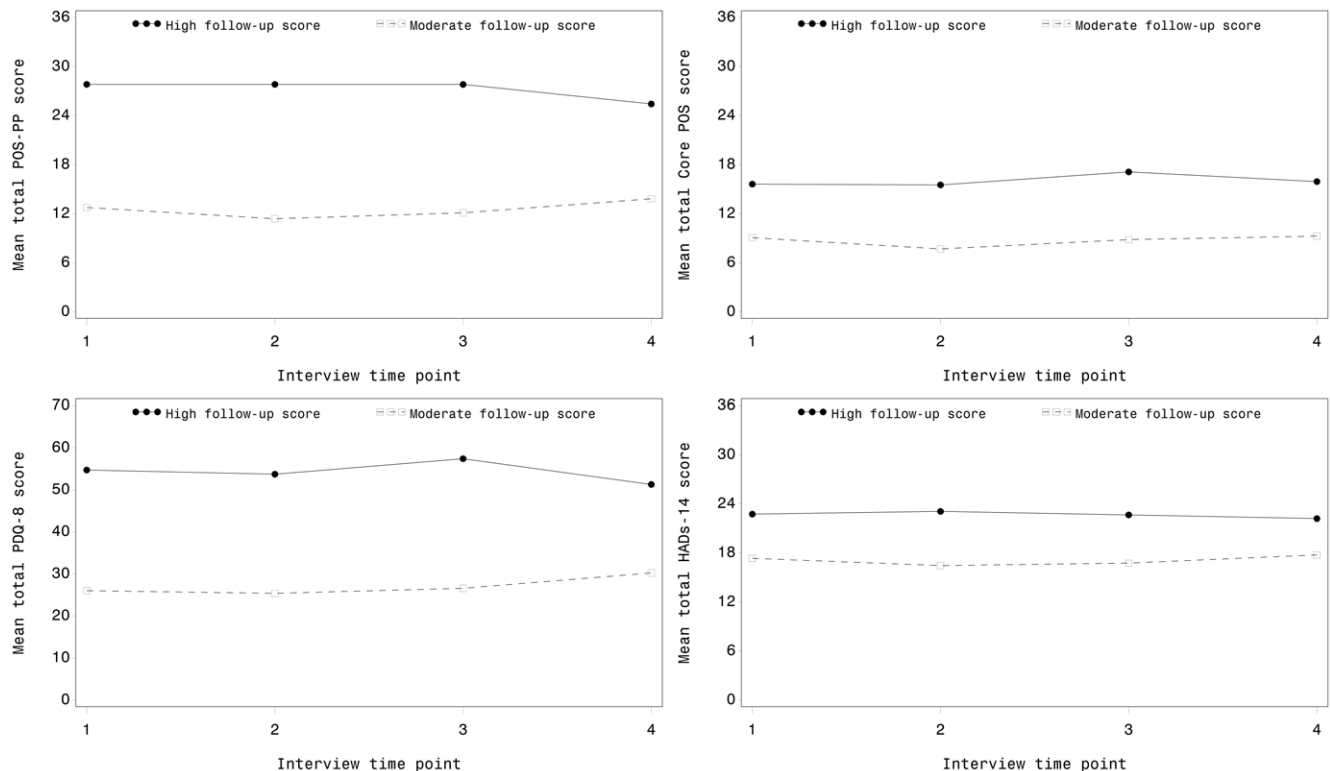 Mean total POS-PP score
36
30
24
18
12
6
0
High follow-up score
Moderate follow-up score
1 2 3 4
Interview time point
Mean total Core POS score
36
30
24
18
12
6
0
High follow-up score
Moderate follow-up score
1 2 3 4
Interview time point
Mean total PDQ-8 score
70
60
50
40
30
20
10
0
High follow-up score
Moderate follow-up score
1 2 3 4
Interview time point
Mean total HADs-14 score
36
30
24
18
12
6
0
High follow-up score
Moderate follow-up score
1 2 3 4
Interview time point